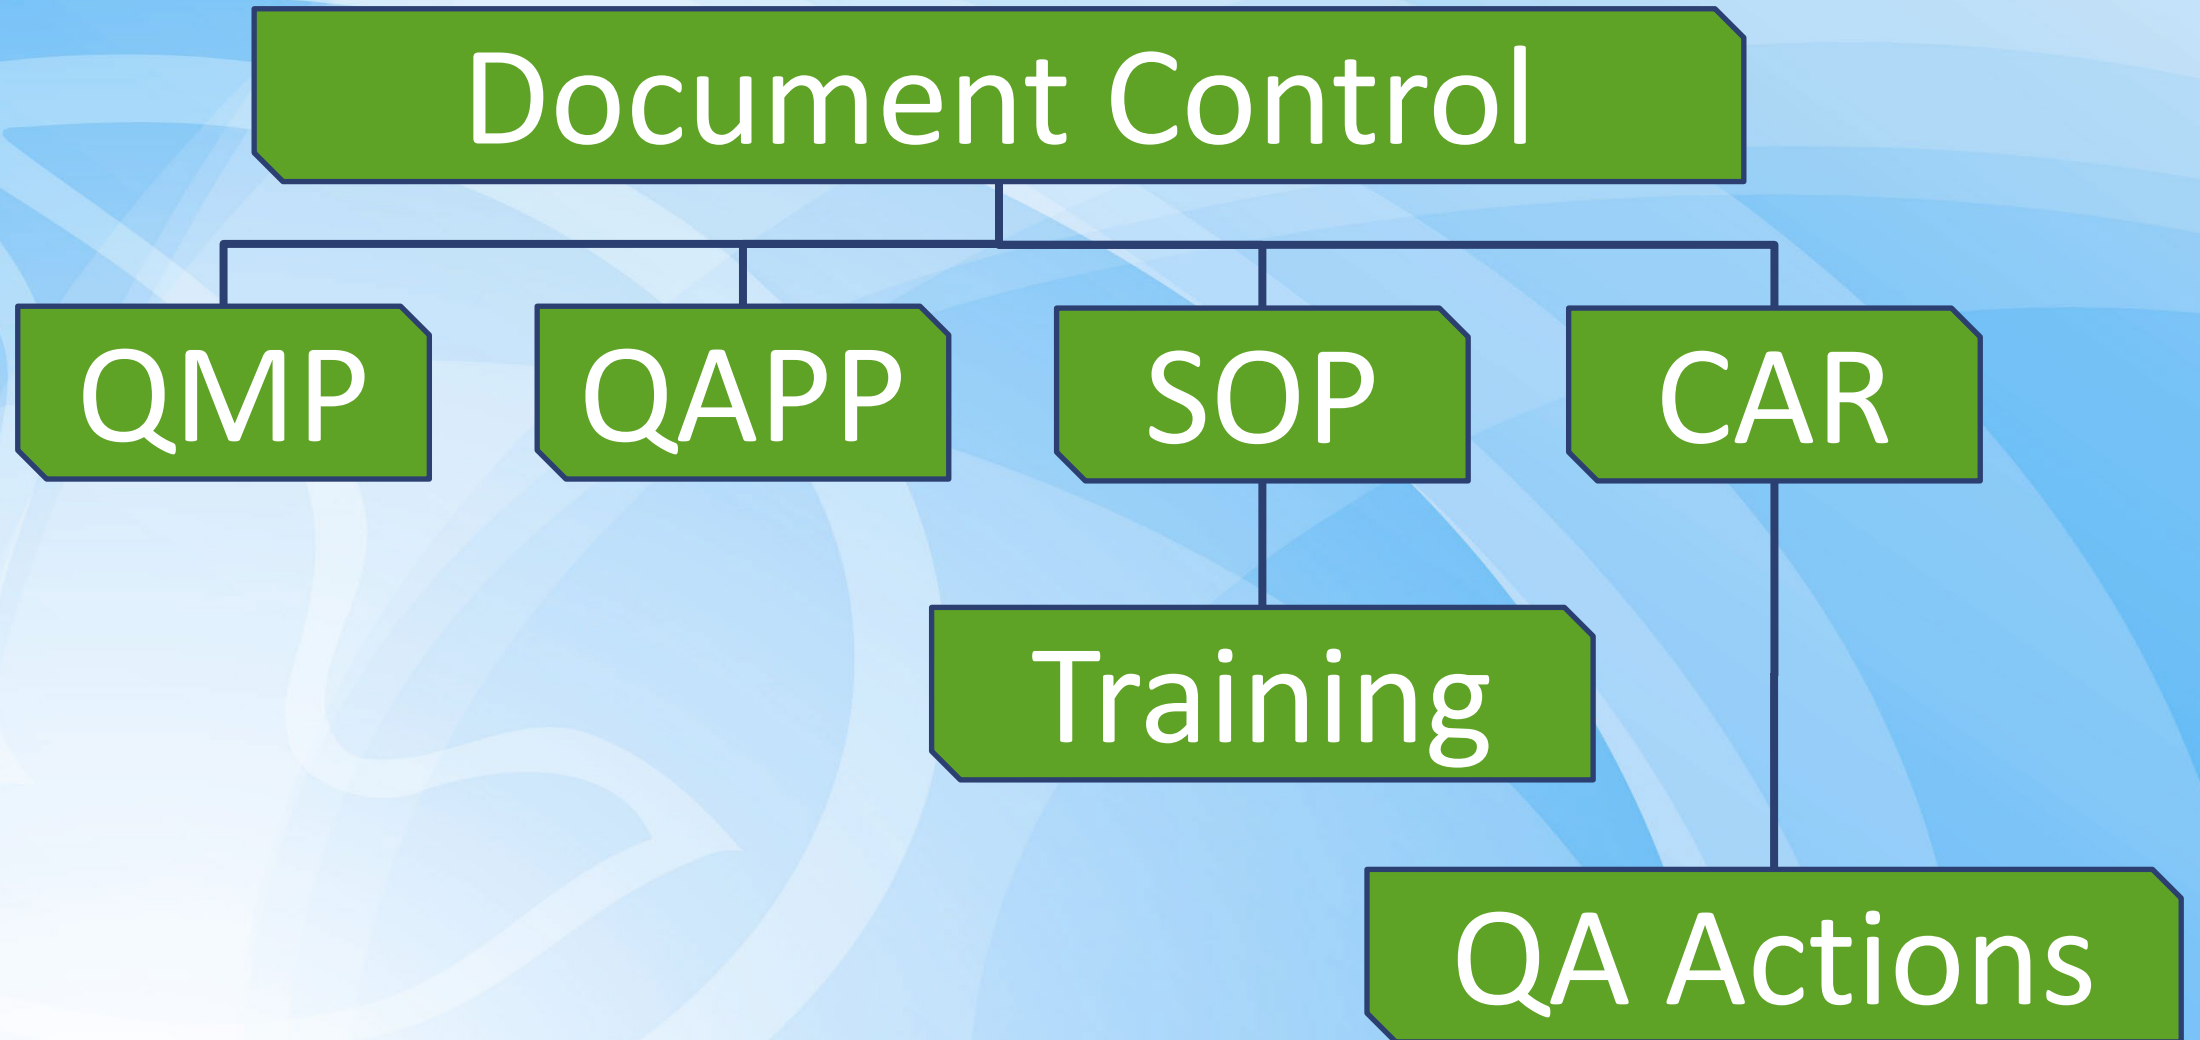 Document Control
QMP
QAPP
SOP
CAR
Training
QA Actions